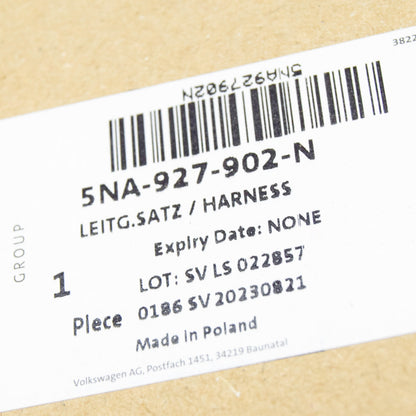 3822
5NA927902N
5NA-927-902-N
LEITG.SATZ / HARNESS
Expiry Date: NONE
GROUP
1
LOT: SV LS 022857
Piece 0186 SV 20230821
Made in Poland
Volkswagen AG, Postfach 1451, 34219 Baunatal